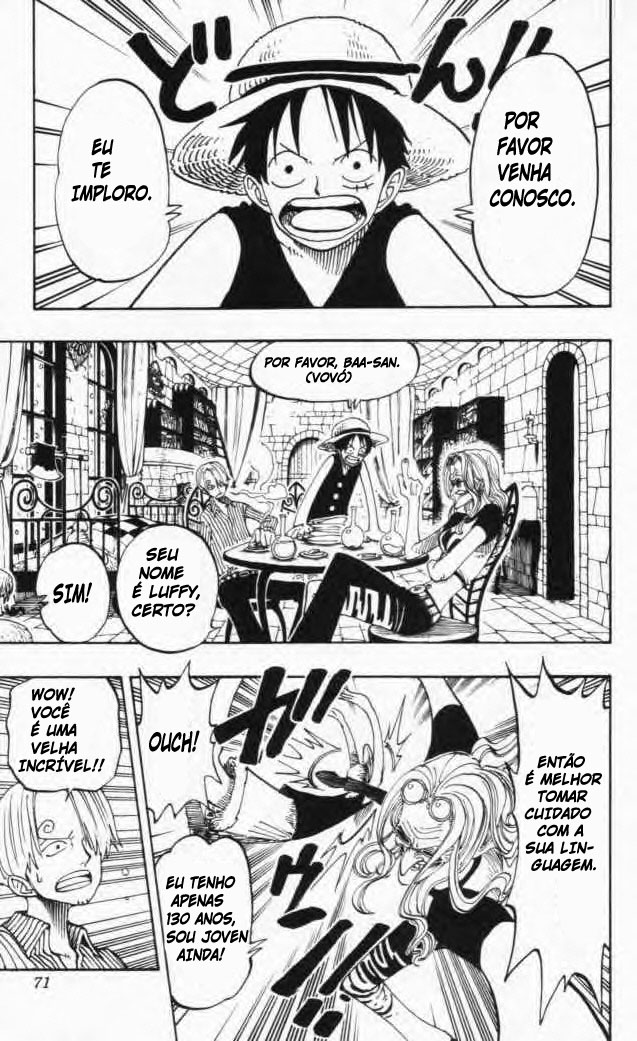 どん!!
POR
FAVOR
VENHA
CONOSCO.
EU
TE
IMPLORO.
POR FAVOR, BAA-SAN.
(VOVÓ)
SEU
NOME
É LUFFY,
CERTO?
SIM!
ENTÃO
É MELHOR
TOMAR
CUIDADO
COM A
SUA LIN-
GUAGEM.
OUCH!
EU TENHO
APENAS
130 ANOS,
SOU JOVEN
AINDA!
WOW!
VOCÊ
É UMA
VELHA
INCRÍVEL!!
71